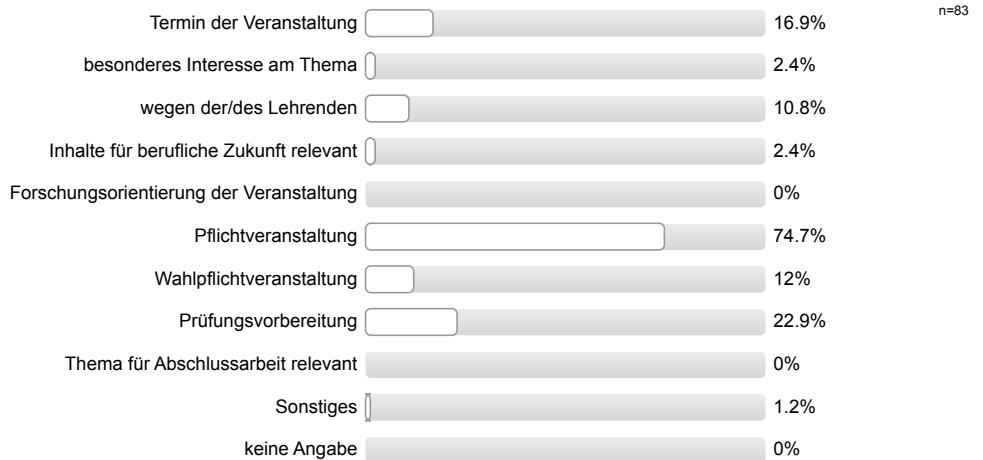 n=83
Termin der Veranstaltung 16.9%
besonderes Interesse am Thema 2.4%
wegen der/des Lehrenden 10.8%
Inhalte für berufliche Zukunft relevant 2.4%
Forschungsorientierung der Veranstaltung 0%
Pflichtveranstaltung 74.7%
Wahlpflichtveranstaltung 12%
Prüfungsvorbereitung 22.9%
Thema für Abschlussarbeit relevant 0%
Sonstiges 1.2%
keine Angabe 0%